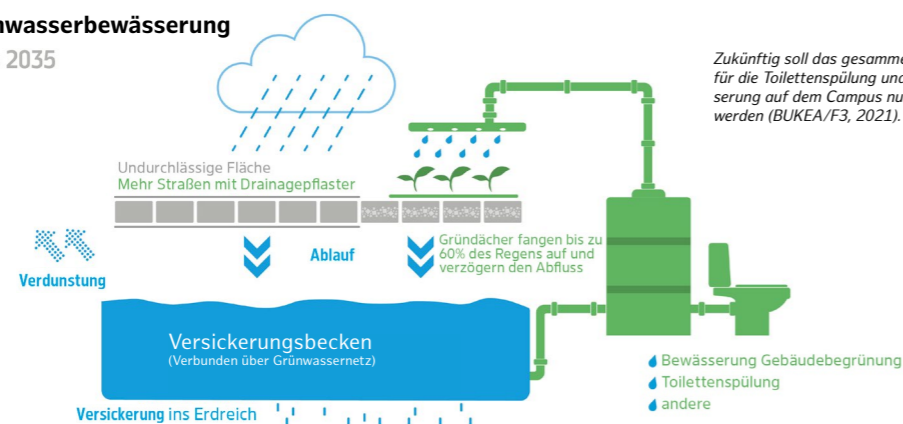 wasserbewässerung
2035
Zukünftig soll das
für die Toilettenspülung und
serung auf dem Campus
werden (BUKEA/F3, 2021).
Undurchlässige Fläche
Mehr Straßen mit Drainagepflaster
Ablauf
Gründächer fangen bis zu
60% des Regens auf und
verzögern den Abfluss
Verdunstung
Versickerungsbecken
(Verbunden über Grünwassernetz)
Bewässerung Gebäudebegrünung
Toilettenspülung
andere
Versickerung ins Erdreich